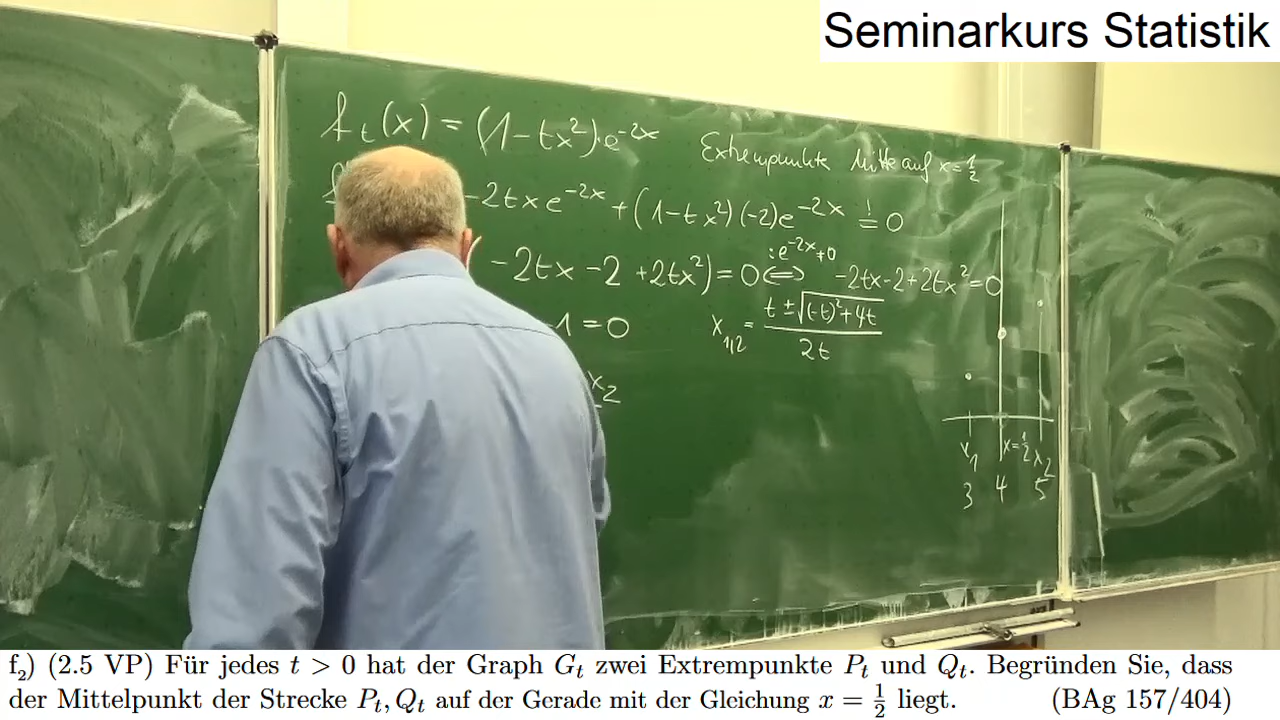 Seminarkurs Statistik
f_t(x) = (1-tx²)·e^{-2x}
Extrempunkte Mitte auf x = 1/2
-2txe^{-2x} + (1-tx²)(-2)e^{-2x} != 0
(-2tx -2 +2tx²) = 0 ⟺ -2tx-2+2tx² = 0
:e^{-2x} ≠ 0
-1 = 0
x_{1/2} = (t ± √((-t)²+4t)) / 2t
x_2
x_1 x = 1/2 x_2
3 4 5
f₂) (2.5 VP) Für jedes t > 0 hat der Graph G_t zwei Extrempunkte P_t und Q_t. Begründen Sie, dass
der Mittelpunkt der Strecke P_t, Q_t auf der Gerade mit der Gleichung x = 1/2 liegt. (BAg 157/404)